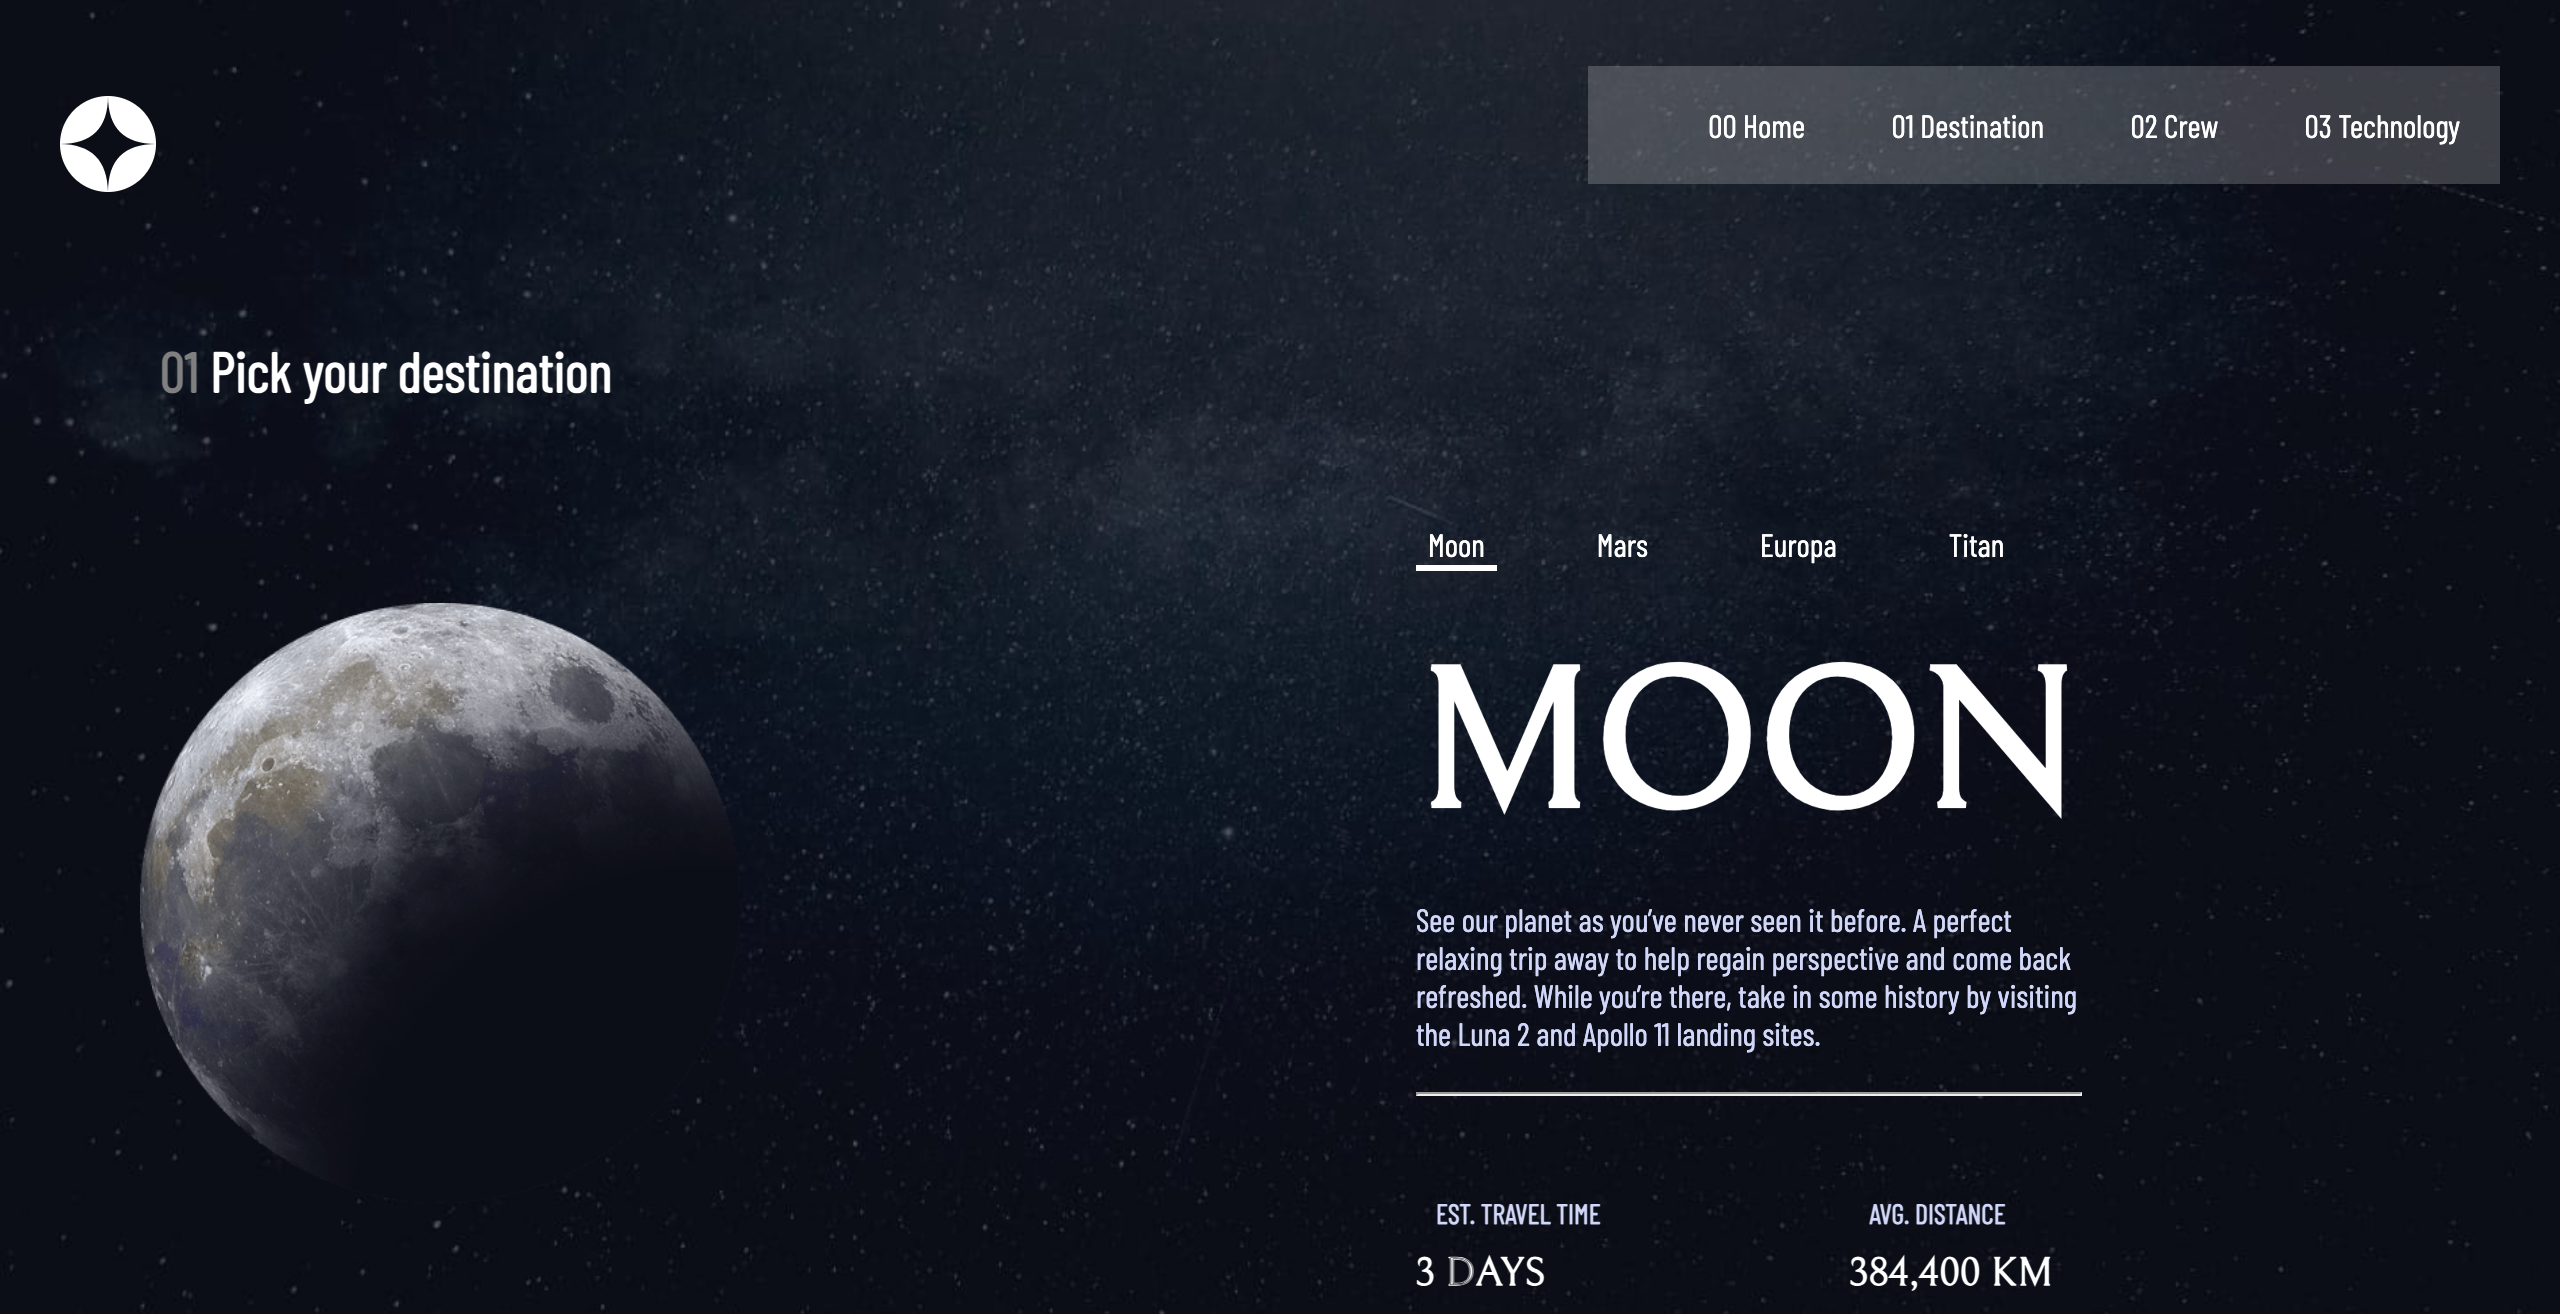 00 Home 01 Destination 02 Crew 03 Technology
01 Pick your destination
Moon Mars Europa Titan
MOON
See our planet as you’ve never seen it before. A perfect
relaxing trip away to help regain perspective and come back
refreshed. While you’re there, take in some history by visiting
the Luna 2 and Apollo 11 landing sites.
EST. TRAVEL TIME
3 DAYS
AVG. DISTANCE
384,400 KM